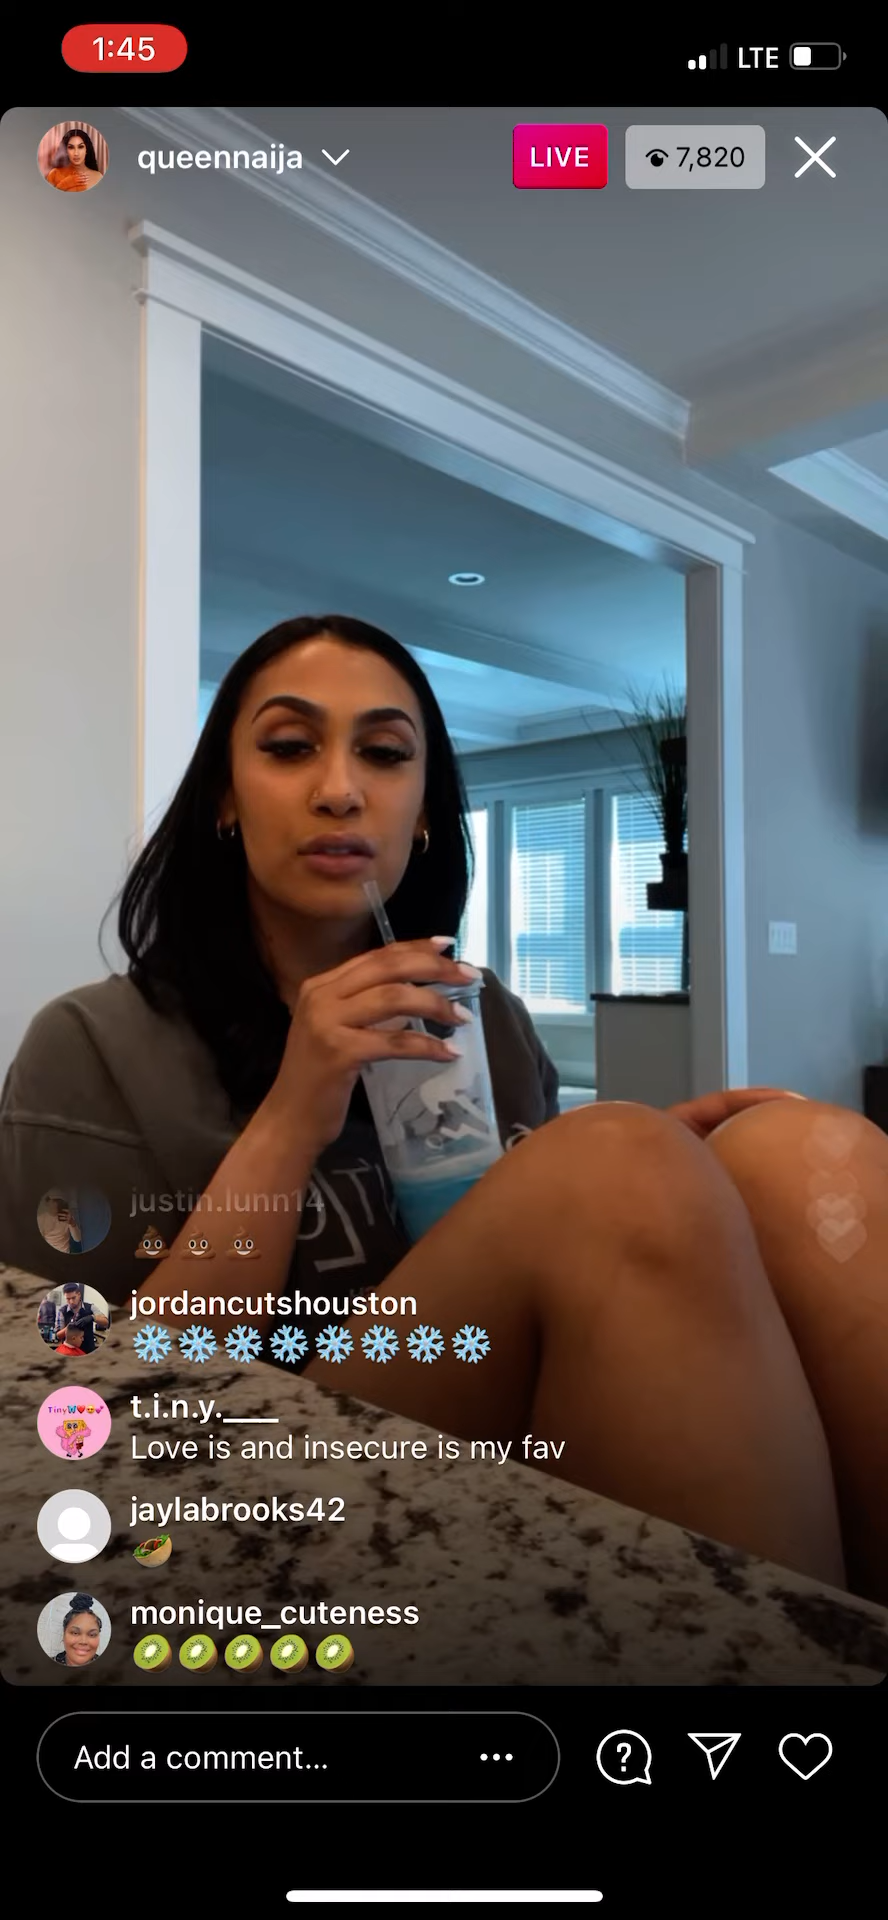 1:45
LTE
queennaija
LIVE
7,820
justin.lunn14
💩 💩 💩
jordancutshouston
❄️❄️❄️❄️❄️❄️❄️❄️
t.i.n.y.____
Love is and insecure is my fav
jaylabrooks42
🥙
monique_cuteness
🥝🥝🥝🥝🥝
Add a comment...